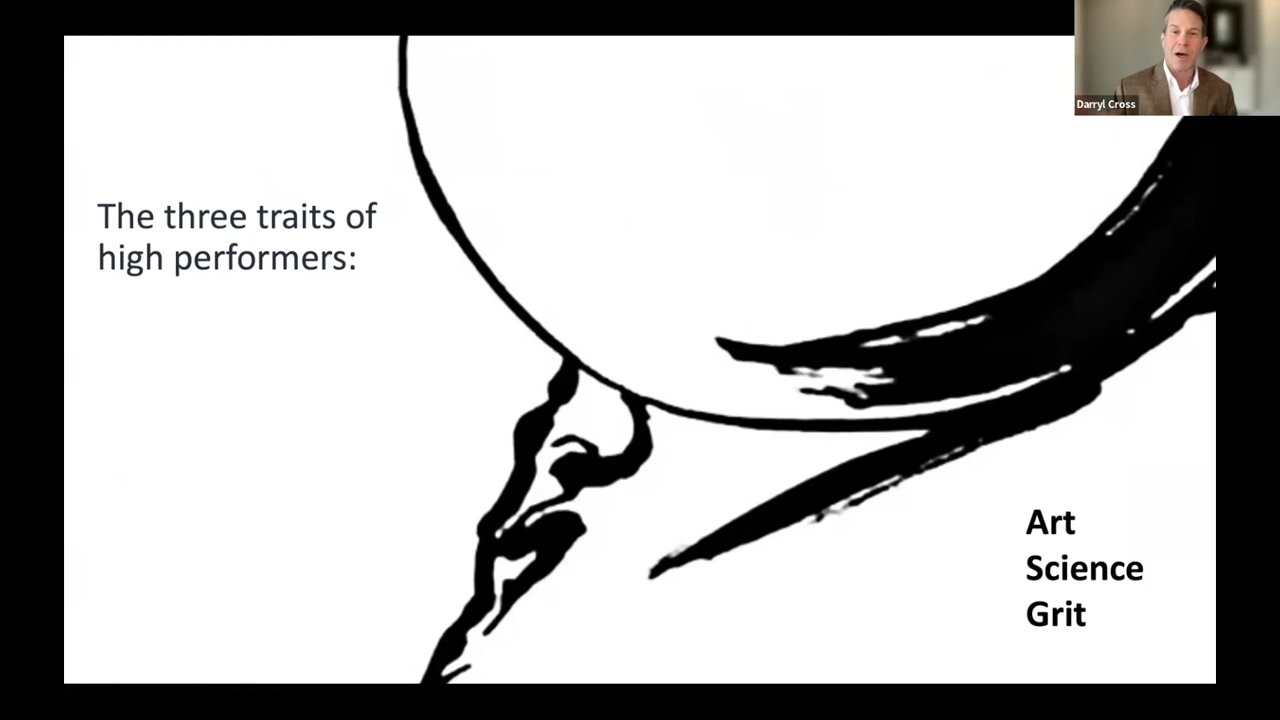 Darryl Cross
The three traits of
high performers:
Art
Science
Grit